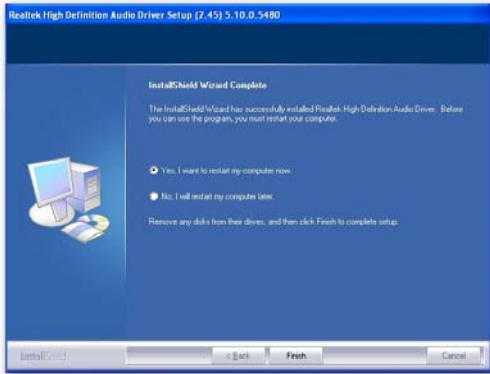 Realtek High Definition Audio Driver Setup (2.45) 5.10.0.5480
InstallShield Wizard Complete
The InstallShield Wizard has successfully installed Realtek High Definition Audio Driver. Before
you can use the program, you must restart your computer.
Yes, I want to restart my computer now.
No, I will restart my computer later.
Remove any disks from their drives, and then click Finish to complete setup.
InstallShield
< Back
Finish
Cancel